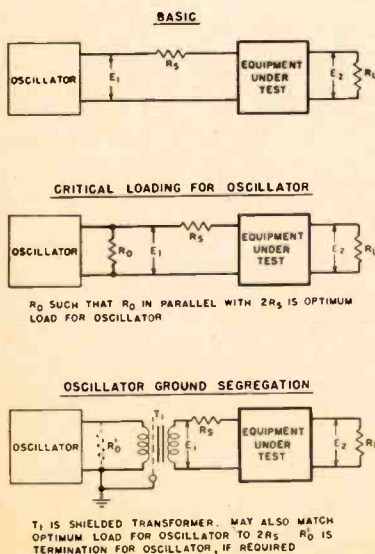 BASIC
OSCILLATOR
E1
RS
EQUIPMENT
UNDER
TEST
E2
RL
CRITICAL LOADING FOR OSCILLATOR
OSCILLATOR
RO
E1
RS
EQUIPMENT
UNDER
TEST
E2
RL
RO SUCH THAT RO IN PARALLEL WITH 2RS IS OPTIMUM
LOAD FOR OSCILLATOR
OSCILLATOR GROUND SEGREGATION
OSCILLATOR
R'O
T1
E1
RS
EQUIPMENT
UNDER
TEST
E2
RL
T1 IS SHIELDED TRANSFORMER. MAY ALSO MATCH
OPTIMUM LOAD FOR OSCILLATOR TO 2RS R'O IS
TERMINATION FOR OSCILLATOR, IF REQUIRED